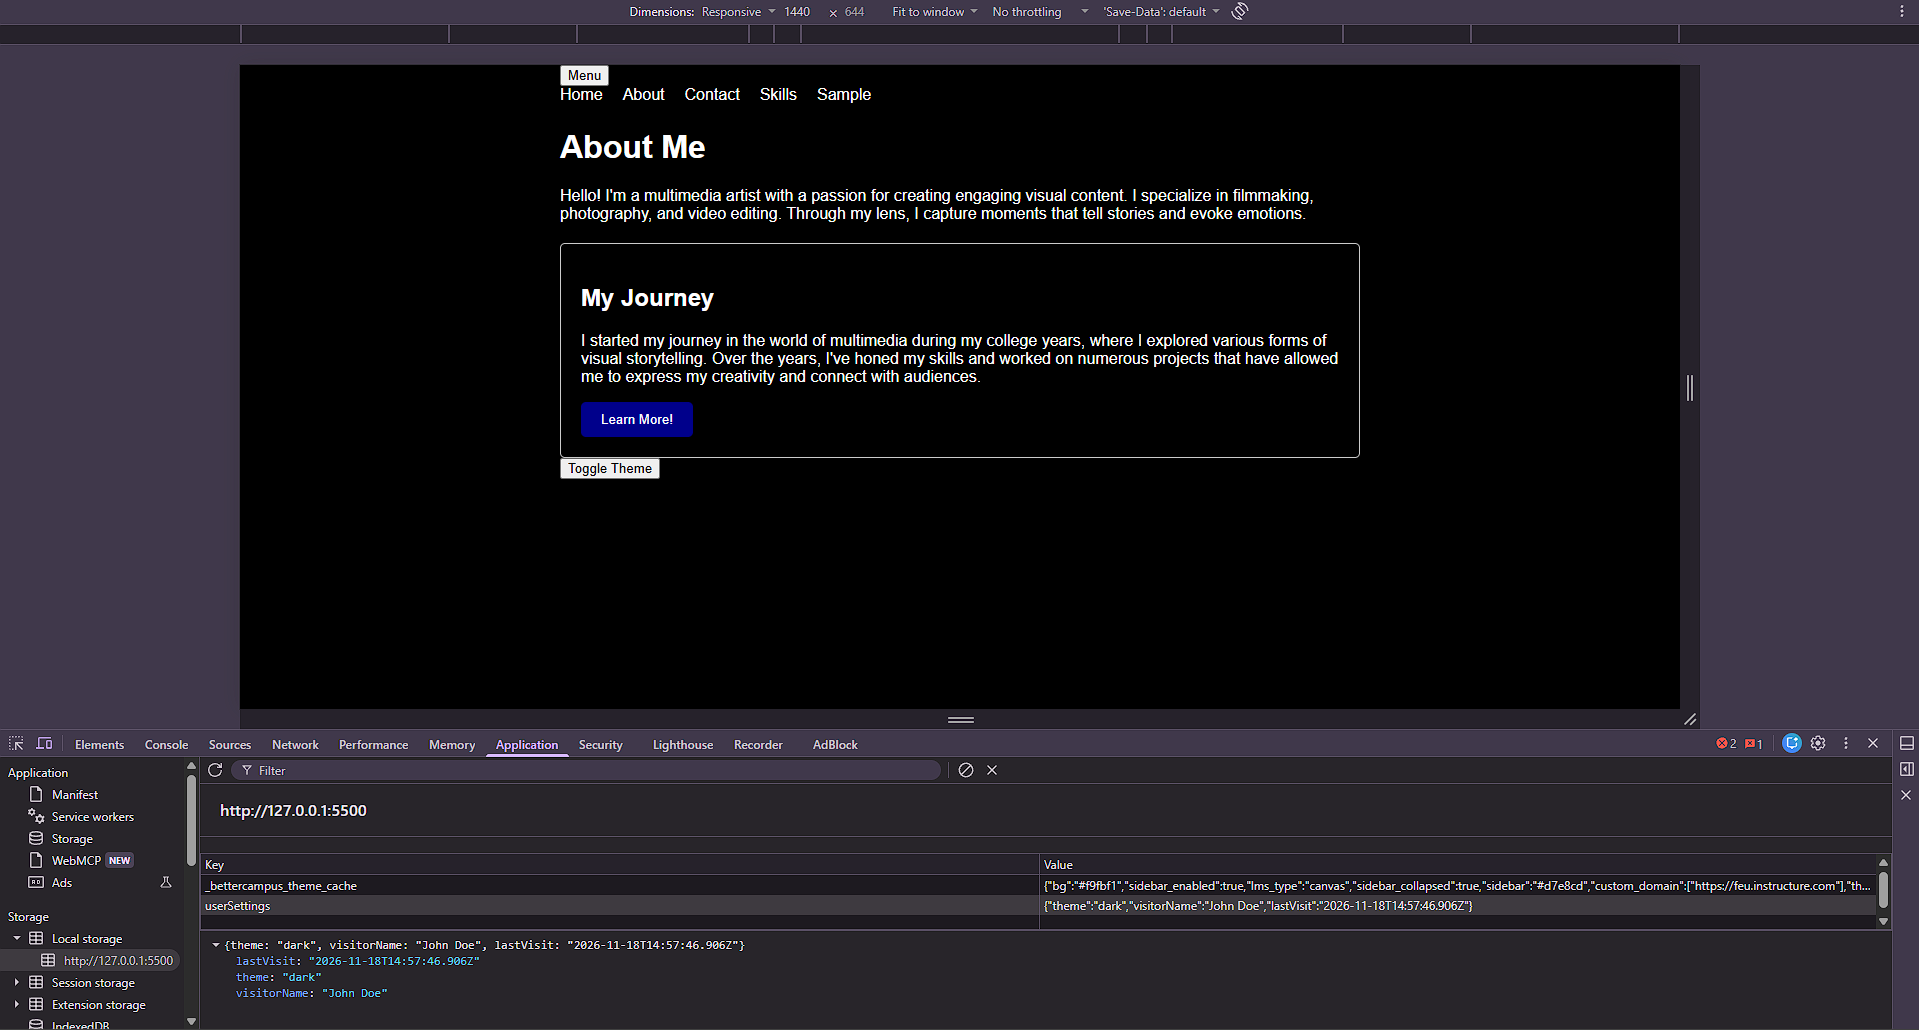 Dimensions: Responsive 1440 × 644 Fit to window No throttling 'Save-Data': default
Menu
Home About Contact Skills Sample
About Me
Hello! I'm a multimedia artist with a passion for creating engaging visual content. I specialize in filmmaking,
photography, and video editing. Through my lens, I capture moments that tell stories and evoke emotions.
My Journey
I started my journey in the world of multimedia during my college years, where I explored various forms of
visual storytelling. Over the years, I've honed my skills and worked on numerous projects that have allowed
me to express my creativity and connect with audiences.
Learn More!
Toggle Theme
Elements Console Sources Network Performance Memory Application Security Lighthouse Recorder AdBlock 2 1
Application
Manifest
Service workers
Storage
WebMCP NEW
Ads
Storage
Local storage
http://127.0.0.1:5500
Session storage
Extension storage
IndexedDB
Filter
http://127.0.0.1:5500
Key Value
_bettercampus_theme_cache {"bg":"#f9fbf1","sidebar_enabled":true,"lms_type":"canvas","sidebar_collapsed":true,"sidebar":"#d7e8cd","custom_domain":["https://feu.instructure.com"],"th...
userSettings {"theme":"dark","visitorName":"John Doe","lastVisit":"2026-11-18T14:57:46.906Z"}
{theme: "dark", visitorName: "John Doe", lastVisit: "2026-11-18T14:57:46.906Z"}
lastVisit: "2026-11-18T14:57:46.906Z"
theme: "dark"
visitorName: "John Doe"